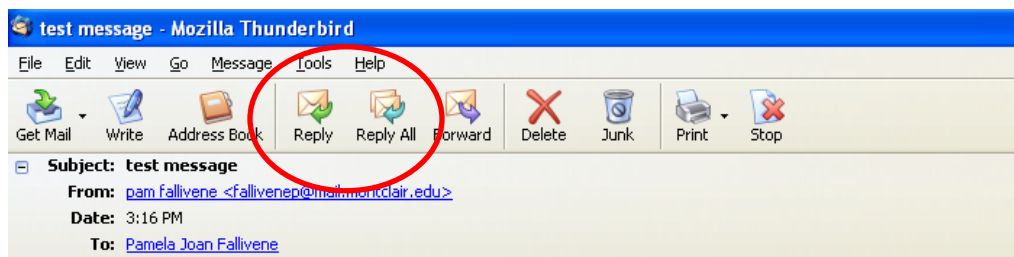 test message - Mozilla Thunderbird
File Edit View Go Message Tools Help
Get Mail Write Address Book Reply Reply All Forward Delete Junk Print Stop
Subject: test message
From: pam fallivene <fallivenep@mail.montclair.edu>
Date: 3:16 PM
To: Pamela Joan Fallivene